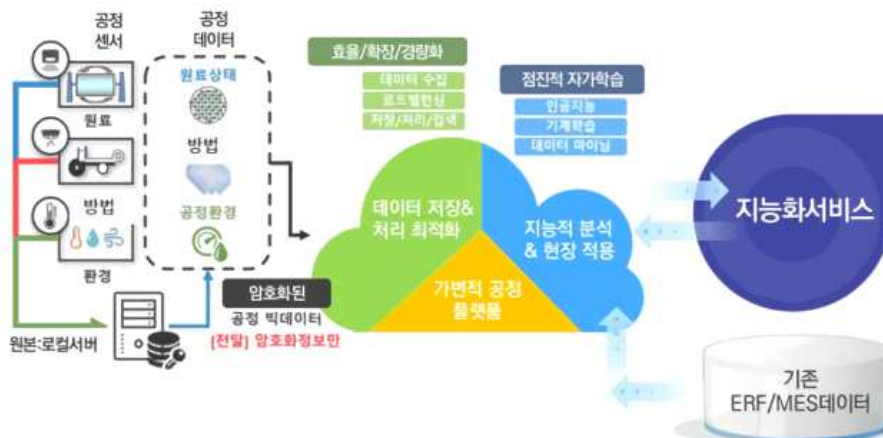 공정
센서
원료
방법
환경
원본:로컬서버
공정
데이터
원료상태
방법
공정환경
암호화된
공정 빅데이터
[전달] 암호화정보만
효율/확장/경량화
데이터 수집
로드밸런싱
저장/처리/검색
점진적 자가학습
인공지능
기계학습
데이터 마이닝
데이터 저장&
처리 최적화
지능적 분석
& 현장 적용
가변적 공정
플랫폼
지능화서비스
기존
ERF/MES데이터